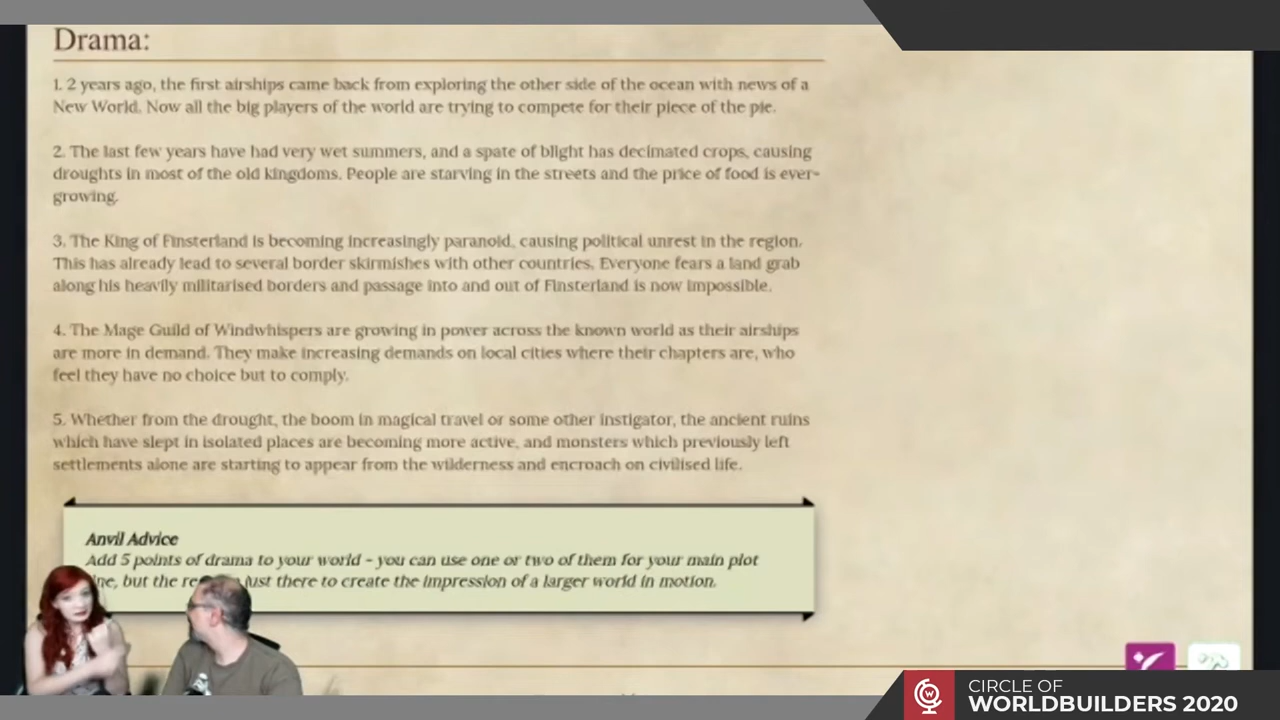 Drama:
1. 2 years ago, the first airships came back from exploring the other side of the ocean with news of a
New World. Now all the big players of the world are trying to compete for their piece of the pie.
2. The last few years have had very wet summers, and a spate of blight has decimated crops, causing
droughts in most of the old kingdoms. People are starving in the streets and the price of food is ever-
growing.
3. The King of Finsterland is becoming increasingly paranoid, causing political unrest in the region.
This has already lead to several border skirmishes with other countries. Everyone fears a land grab
along his heavily militarised borders and passage into and out of Finsterland is now impossible.
4. The Mage Guild of Windwhispers are growing in power across the known world as their airships
are more in demand. They make increasing demands on local cities where their chapters are, who
feel they have no choice but to comply.
5. Whether from the drought, the boom in magical travel or some other instigator, the ancient ruins
which have slept in isolated places are becoming more active, and monsters which previously left
settlements alone are starting to appear from the wilderness and encroach on civilised life.
Anvil Advice
Add 5 points of drama to your world - you can use one or two of them for your main plot
but the just there to create the impression of a larger world in motion.
W
CIRCLE OF
WORLDBUILDERS 2020